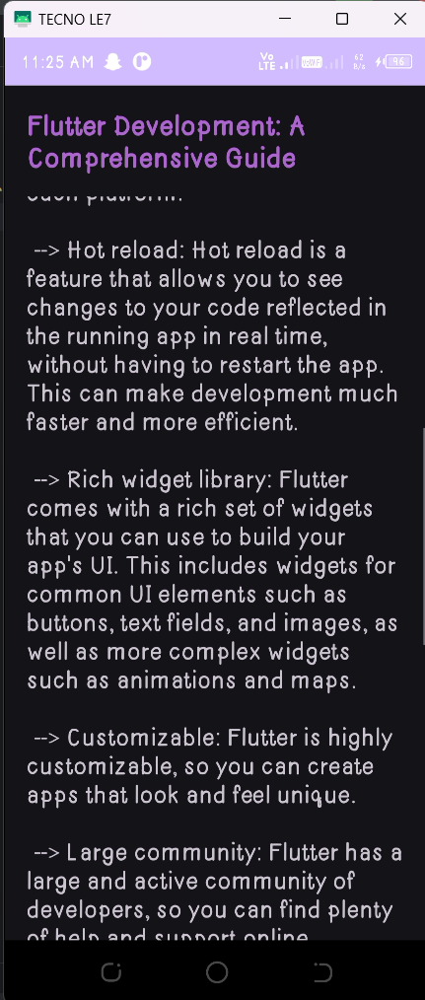 TECNO LE7
11:25 AM
Vo
LTE
VoWiFi
62
B/s
96
Flutter Development: A
Comprehensive Guide
such platform.
--> Hot reload: Hot reload is a
feature that allows you to see
changes to your code reflected in
the running app in real time,
without having to restart the app.
This can make development much
faster and more efficient.
--> Rich widget library: Flutter
comes with a rich set of widgets
that you can use to build your
app's UI. This includes widgets for
common UI elements such as
buttons, text fields, and images, as
well as more complex widgets
such as animations and maps.
--> Customizable: Flutter is highly
customizable, so you can create
apps that look and feel unique.
--> Large community: Flutter has a
large and active community of
developers, so you can find plenty
of help and support online